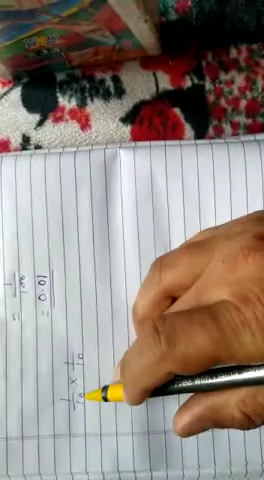 = 1/100
= 0.01
1/10 × 1/10